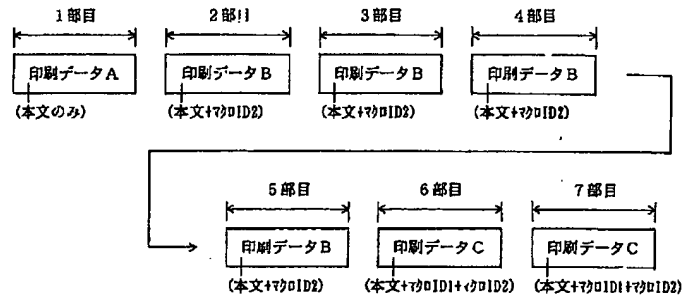 1部目 2部目 3部目 4部目
印刷データA 印刷データB 印刷データB 印刷データB
(本文のみ) (本文+マクロID2) (本文+マクロID2) (本文+マクロID2)
5部目 6部目 7部目
印刷データB 印刷データC 印刷データC
(本文+マクロID2) (本文+マクロID1+マクロID2) (本文+マクロID1+マクロID2)